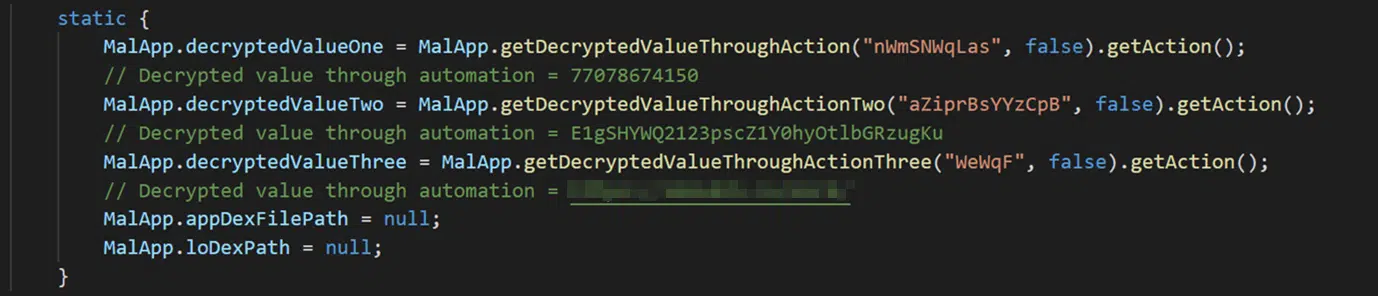 static {
MalApp.decryptedValueOne = MalApp.getDecryptedValueThroughAction("nWmSNWqLas", false).getAction();
// Decrypted value through automation = 77078674150
MalApp.decryptedValueTwo = MalApp.getDecryptedValueThroughActionTwo("aZiprBsYYzCpB", false).getAction();
// Decrypted value through automation = E1gSHYWQ2123pscZ1Y0hyOtlbGRzugKu
MalApp.decryptedValueThree = MalApp.getDecryptedValueThroughActionThree("WeWqF", false).getAction();
// Decrypted value through automation =
MalApp.appDexFilePath = null;
MalApp.loDexPath = null;
}